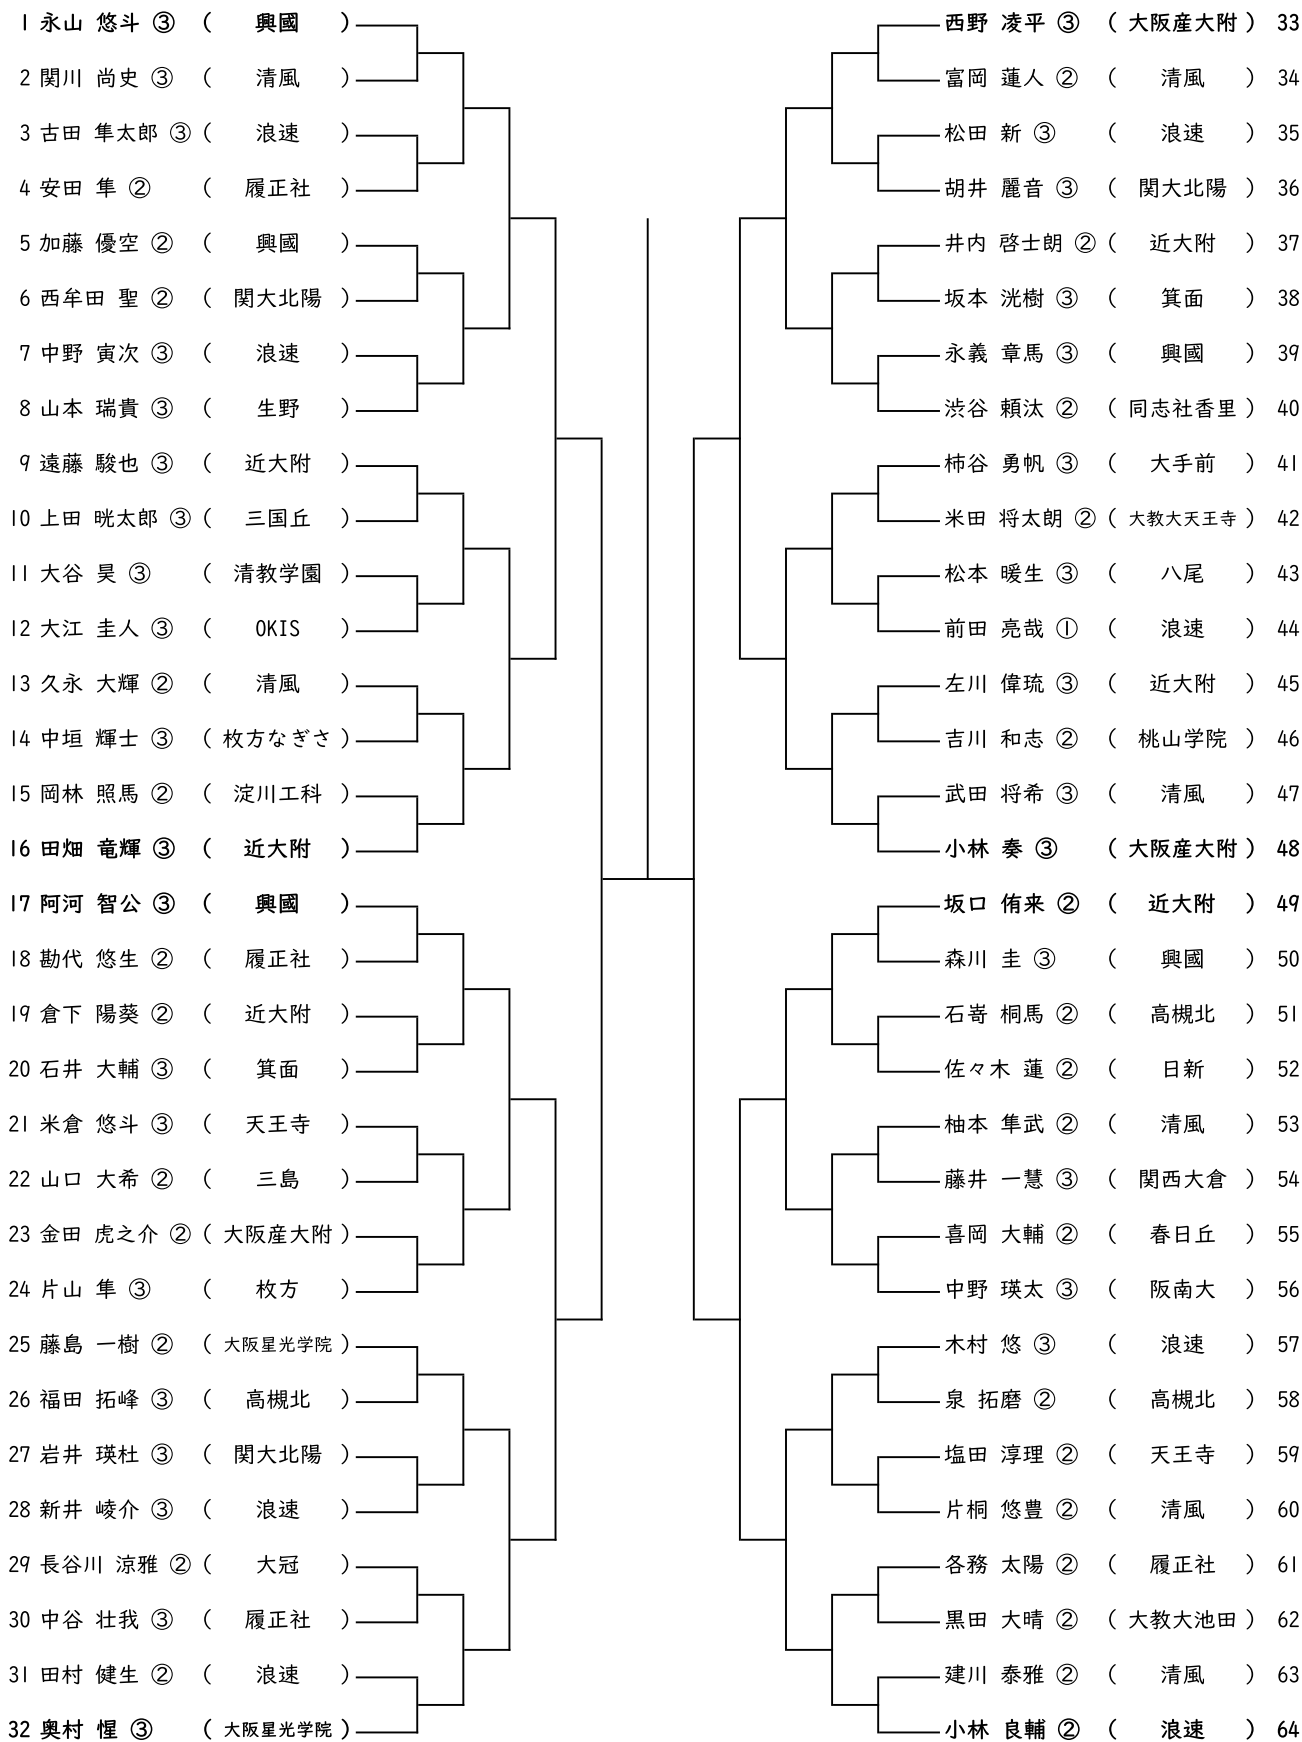 1 永山 悠斗 ③ ( 興國 )
2 関川 尚史 ③ ( 清風 )
3 古田 隼太郎 ③ ( 浪速 )
4 安田 隼 ② ( 履正社 )
5 加藤 優空 ② ( 興國 )
6 西牟田 聖 ② ( 関大北陽 )
7 中野 寅次 ③ ( 浪速 )
8 山本 瑞貴 ③ ( 生野 )
9 遠藤 駿也 ③ ( 近大附 )
10 上田 晄太郎 ③ ( 三国丘 )
11 大谷 昊 ③ ( 清教学園 )
12 大江 圭人 ③ ( OKIS )
13 久永 大輝 ② ( 清風 )
14 中垣 輝士 ③ ( 枚方なぎさ )
15 岡林 照馬 ② ( 淀川工科 )
16 田畑 竜輝 ③ ( 近大附 )
17 阿河 智公 ③ ( 興國 )
18 勘代 悠生 ② ( 履正社 )
19 倉下 陽葵 ② ( 近大附 )
20 石井 大輔 ③ ( 箕面 )
21 米倉 悠斗 ③ ( 天王寺 )
22 山口 大希 ② ( 三島 )
23 金田 虎之介 ② ( 大阪産大附 )
24 片山 隼 ③ ( 枚方 )
25 藤島 一樹 ② ( 大阪星光学院 )
26 福田 拓峰 ③ ( 高槻北 )
27 岩井 瑛杜 ③ ( 関大北陽 )
28 新井 崚介 ③ ( 浪速 )
29 長谷川 涼雅 ② ( 大冠 )
30 中谷 壮我 ③ ( 履正社 )
31 田村 健生 ② ( 浪速 )
32 奥村 惺 ③ ( 大阪星光学院 )
西野 凌平 ③ ( 大阪産大附 ) 33
富岡 蓮人 ② ( 清風 ) 34
松田 新 ③ ( 浪速 ) 35
胡井 麗音 ③ ( 関大北陽 ) 36
井内 啓士朗 ② ( 近大附 ) 37
坂本 洸樹 ③ ( 箕面 ) 38
永義 章馬 ③ ( 興國 ) 39
渋谷 頼汰 ② ( 同志社香里 ) 40
柿谷 勇帆 ③ ( 大手前 ) 41
米田 将太朗 ② ( 大教大天王寺 ) 42
松本 暖生 ③ ( 八尾 ) 43
前田 亮哉 ① ( 浪速 ) 44
左川 偉琉 ③ ( 近大附 ) 45
吉川 和志 ② ( 桃山学院 ) 46
武田 将希 ③ ( 清風 ) 47
小林 奏 ③ ( 大阪産大附 ) 48
坂口 侑来 ② ( 近大附 ) 49
森川 圭 ③ ( 興國 ) 50
石嵜 桐馬 ② ( 高槻北 ) 51
佐々木 蓮 ② ( 日新 ) 52
柚本 隼武 ② ( 清風 ) 53
藤井 一慧 ③ ( 関西大倉 ) 54
喜岡 大輔 ② ( 春日丘 ) 55
中野 瑛太 ③ ( 阪南大 ) 56
木村 悠 ③ ( 浪速 ) 57
泉 拓磨 ② ( 高槻北 ) 58
塩田 淳理 ② ( 天王寺 ) 59
片桐 悠豊 ② ( 清風 ) 60
各務 太陽 ② ( 履正社 ) 61
黒田 大晴 ② ( 大教大池田 ) 62
建川 泰雅 ② ( 清風 ) 63
小林 良輔 ② ( 浪速 ) 64